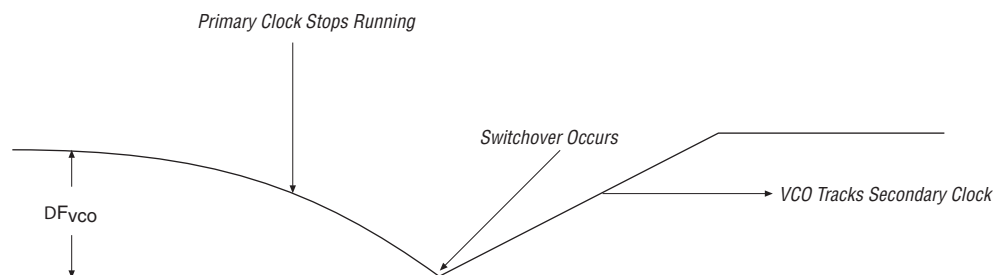 Primary Clock Stops Running
Switchover Occurs
VCO Tracks Secondary Clock
DFvco